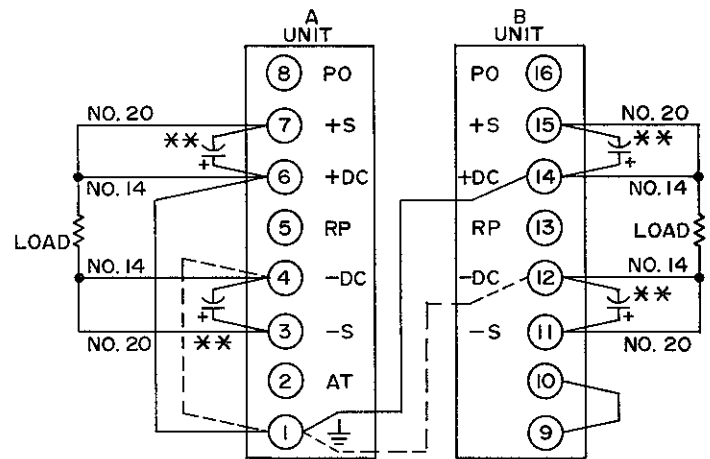 A
UNIT
B
UNIT
8 PO
PO 16
NO. 20
7 +S
+S 15
NO. 20
**
**
+
+
6 +DC
+DC 14
NO. 14
NO. 14
5 RP
RP 13
LOAD
LOAD
NO. 14
NO. 14
4 -DC
-DC 12
**
+
+
3 -S
-S 11
NO. 20
**
NO. 20
2 AT
10
1
9